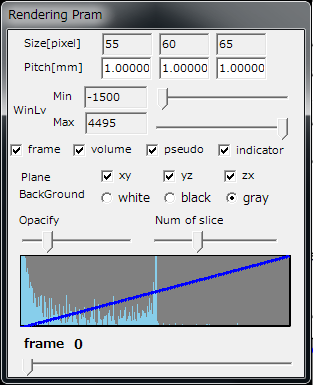 Rendering Pram
Size[pixel] 55 60 65
Pitch[mm] 1.00000 1.00000 1.00000
WinLv
Min -1500
Max 4495
frame volume pseudo indicator
Plane xy yz zx
BackGround white black gray
Opacify Num of slice
frame 0